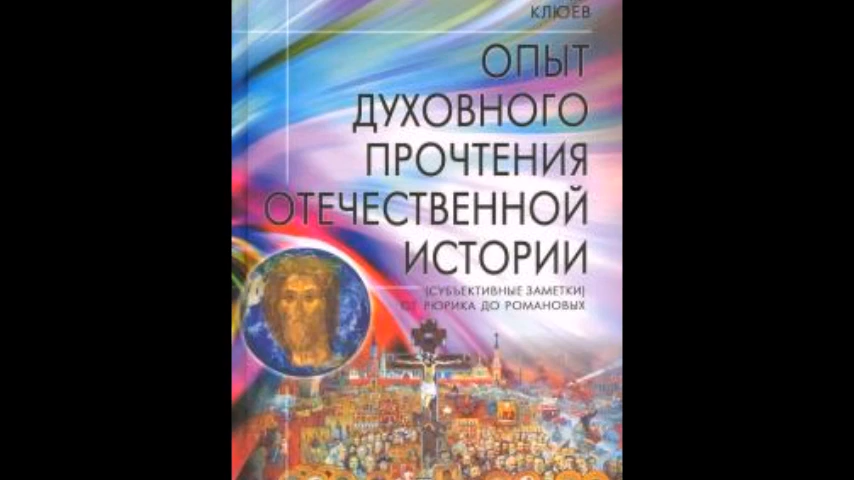 КЛЮЕВ
ОПЫТ
ДУХОВНОГО
ПРОЧТЕНИЯ
ОТЕЧЕСТВЕННОЙ
ИСТОРИИ
(СУБЪЕКТИВНЫЕ ЗАМЕТКИ)
ОТ РЮРИКА ДО РОМАНОВЫХ